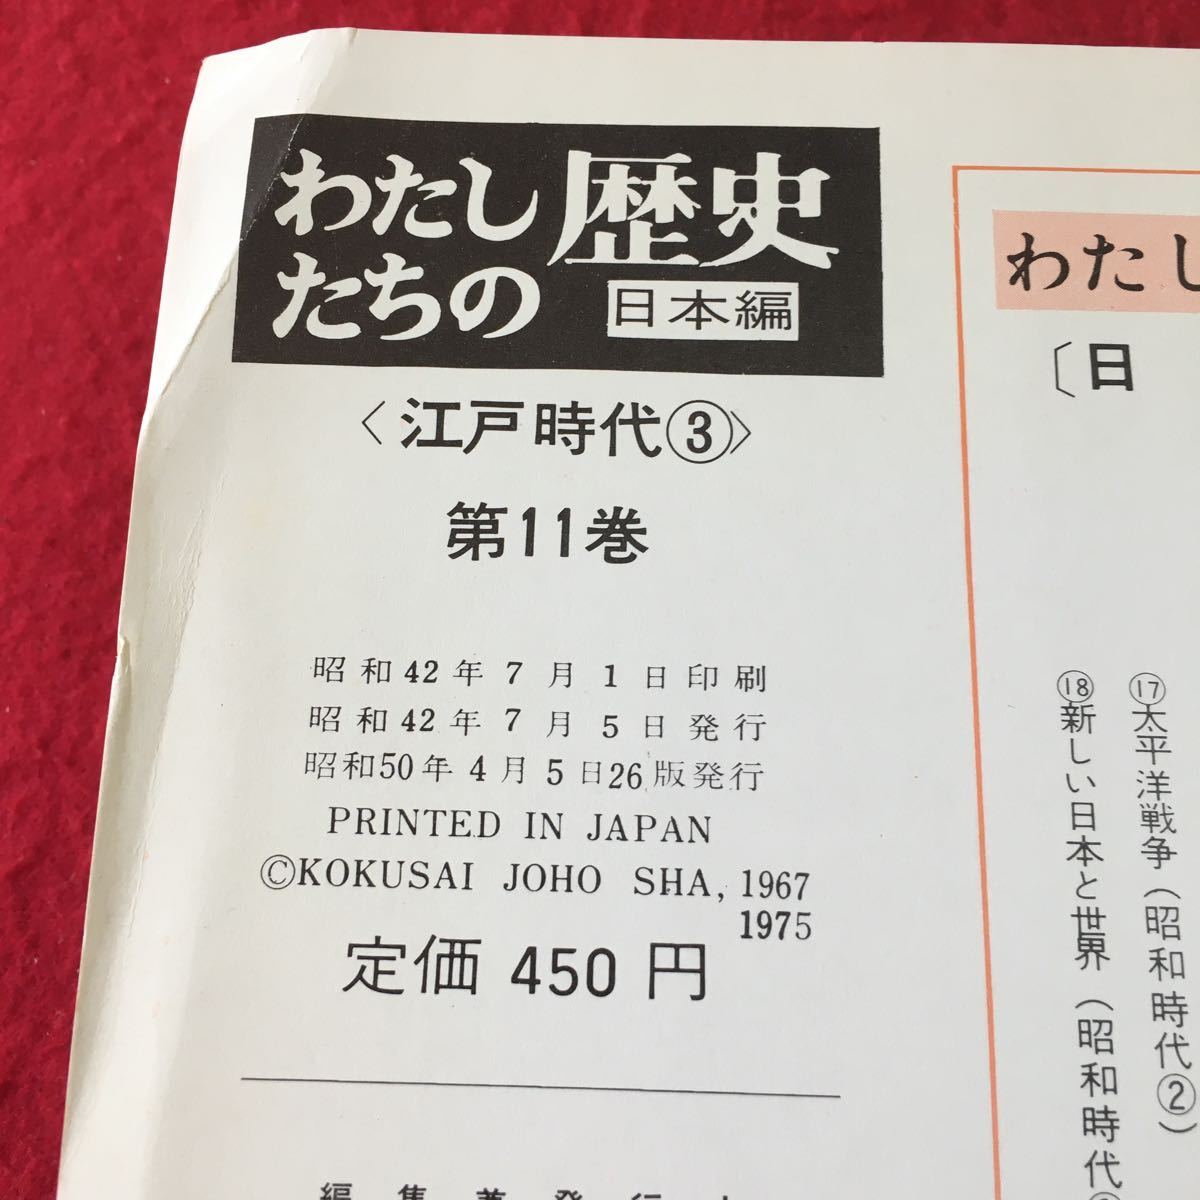 わたしたちの歴史
日本編
〈江戸時代③〉
第11巻
昭和42年7月1日印刷
昭和42年7月5日発行
昭和50年4月5日26版発行
PRINTED IN JAPAN
©KOKUSAI JOHO SHA, 1967
1975
定価 450 円
編集兼発行
わたし
〔日
⑰太平洋戦争（昭和時代②）
⑱新しい日本と世界（昭和時代